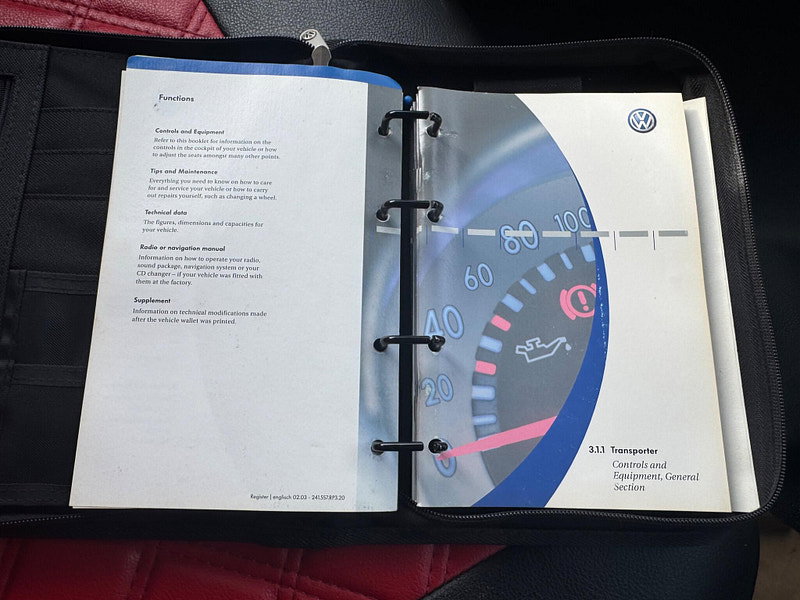 Functions
Controls and Equipment
Refer to this booklet for information on the
controls in the cockpit of your vehicle or how
to adjust the seats amongst many other points.
Tips and Maintenance
Everything you need to know on how to care
for and service your vehicle or how to carry
out repairs yourself, such as changing a wheel.
Technical data
The figures, dimensions and capacities for
your vehicle.
Radio or navigation manual
Information on how to operate your radio,
sound package, navigation system or your
CD changer – if your vehicle was fitted with
them at the factory.
Supplement
Information on technical modifications made
after the vehicle wallet was printed.
Register | englisch 02.03 - 241.557.RP3.20
100
80
60
40
20
0
3.1.1 Transporter
Controls and
Equipment, General
Section